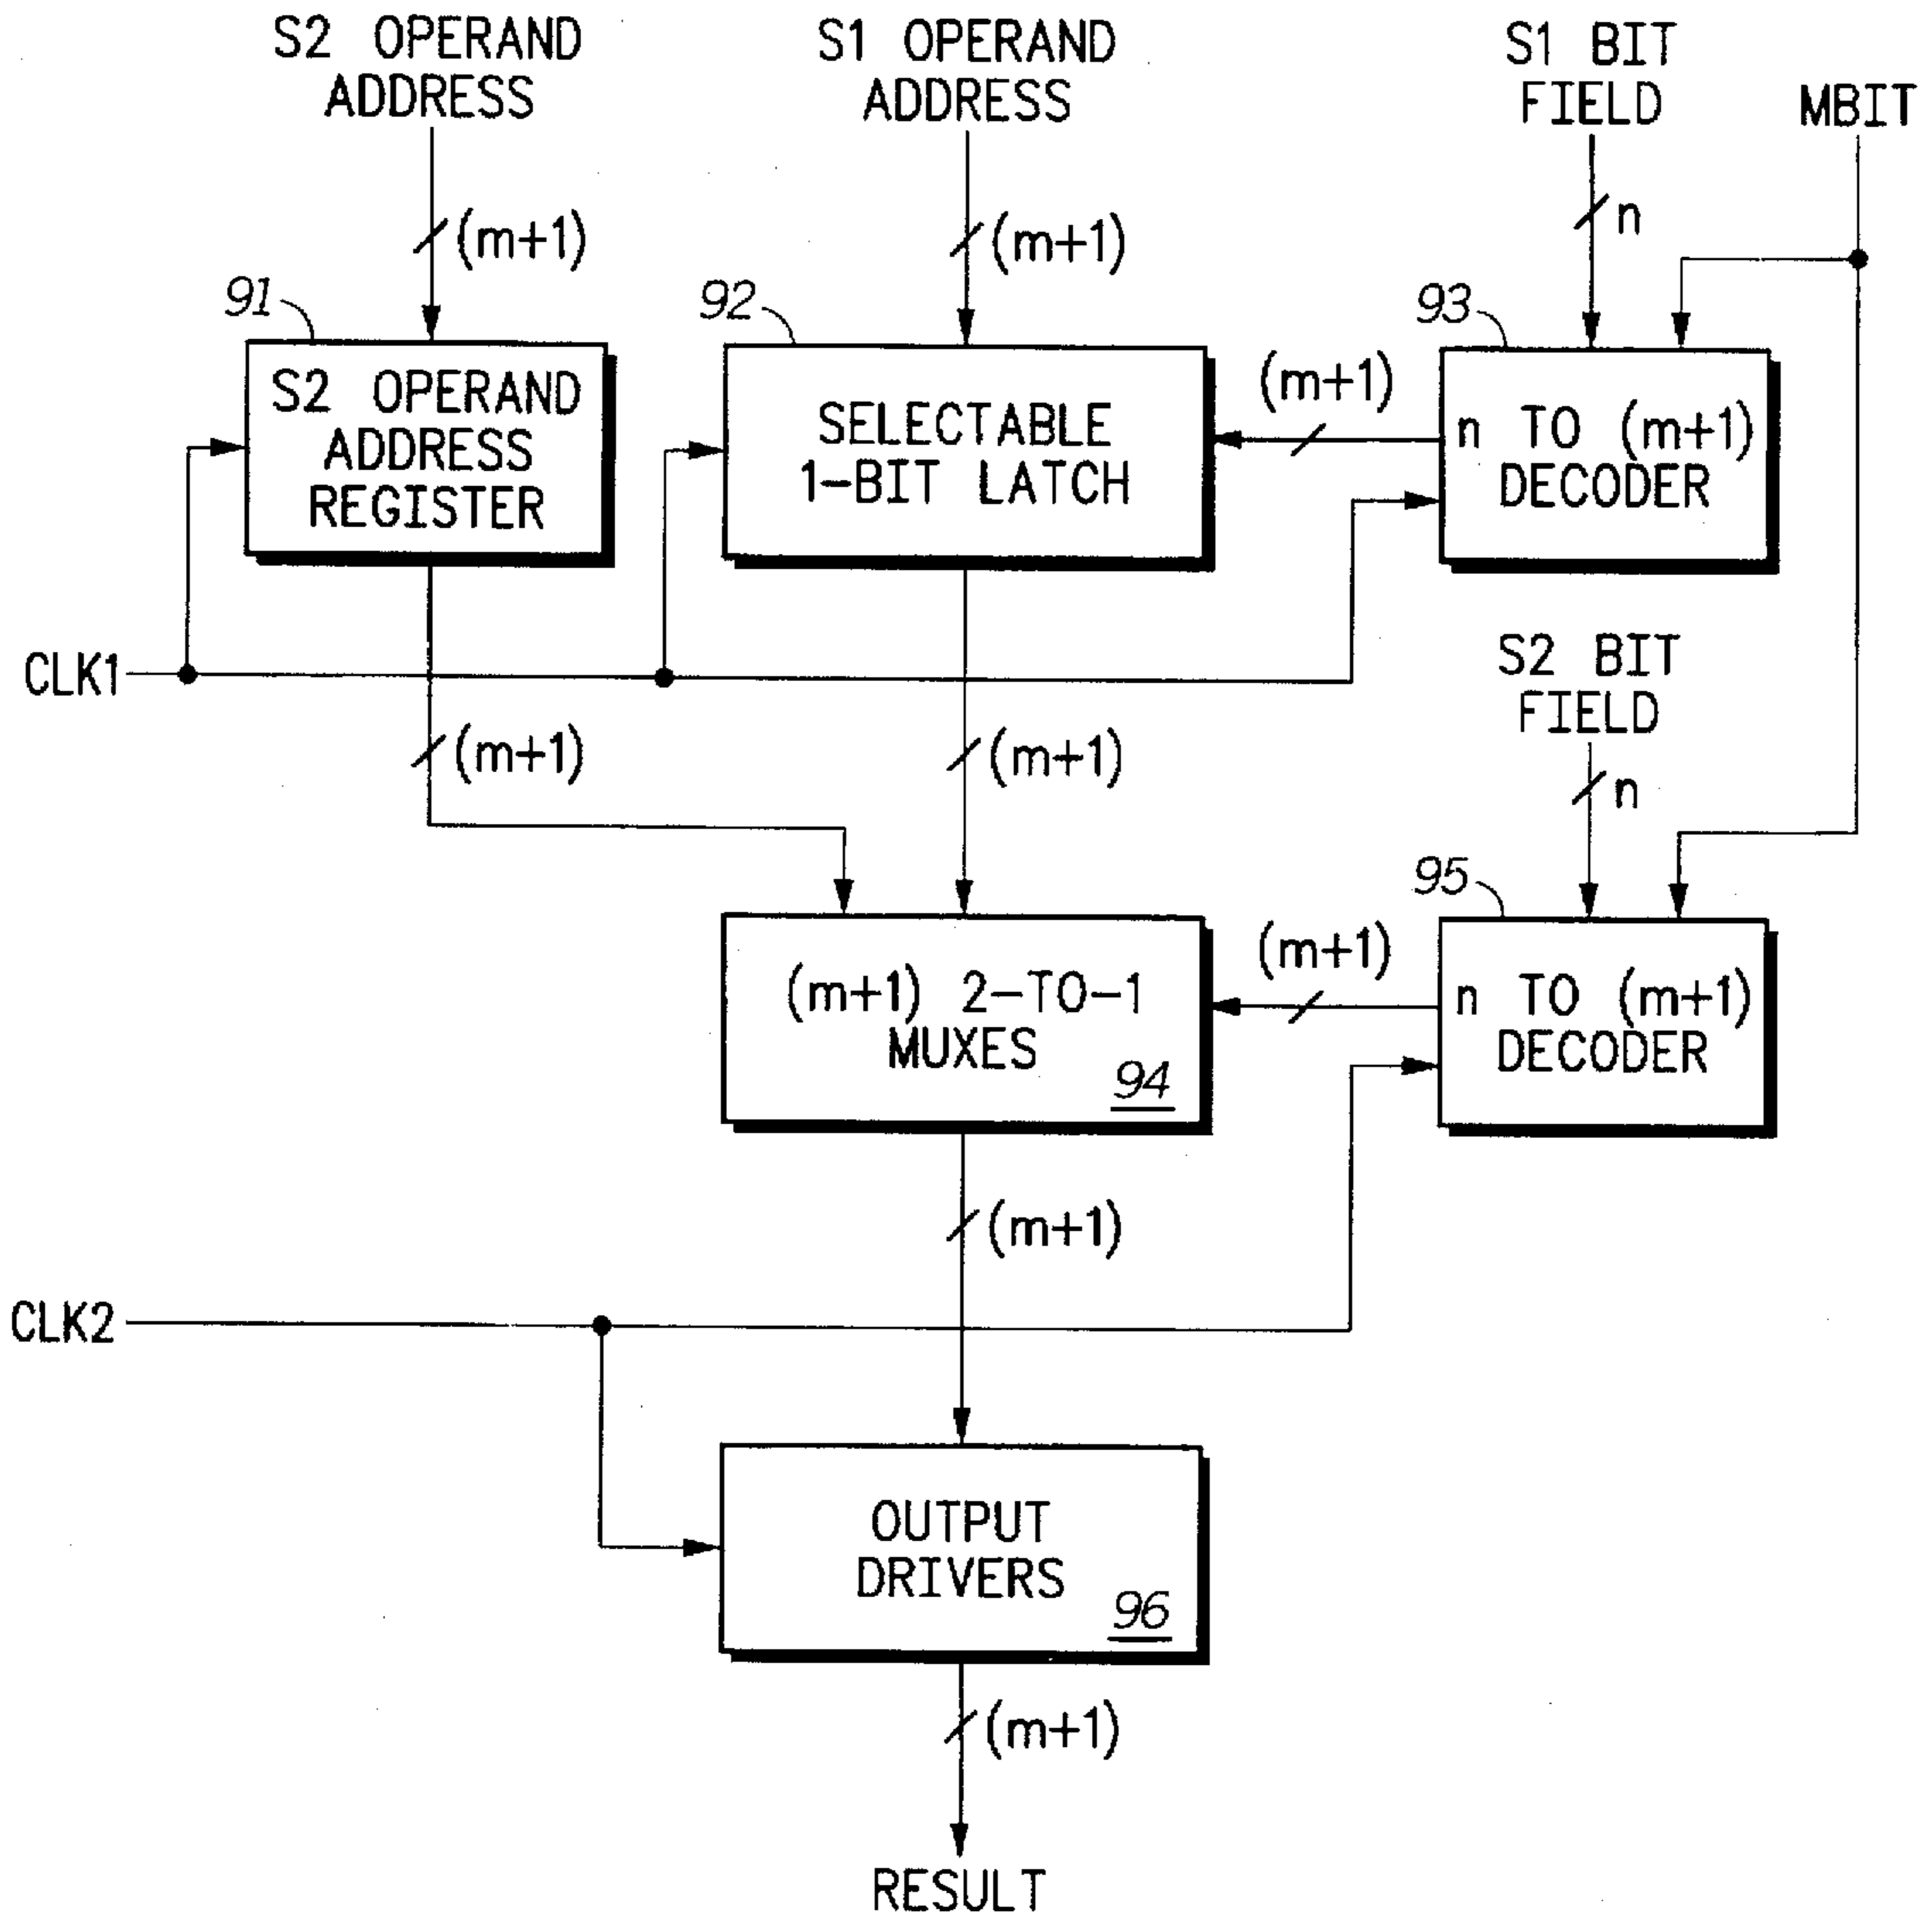 S2 OPERAND
ADDRESS
S1 OPERAND
ADDRESS
S1 BIT
FIELD
MBIT
(m+1)
(m+1)
n
91
92
93
S2 OPERAND
ADDRESS
REGISTER
SELECTABLE
1-BIT LATCH
(m+1)
n TO (m+1)
DECODER
CLK1
S2 BIT
FIELD
(m+1)
(m+1)
n
95
(m+1) 2-TO-1
MUXES
94
(m+1)
n TO (m+1)
DECODER
(m+1)
CLK2
OUTPUT
DRIVERS
96
(m+1)
RESULT